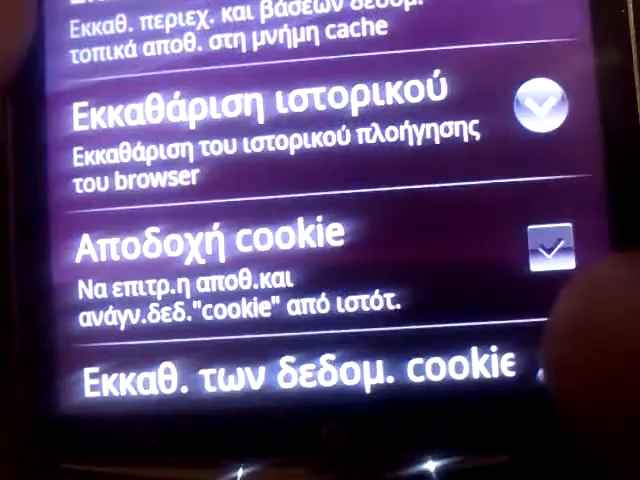 Εκκαθ. περιεχ. και βάσεων δεδομ.
τοπικά αποθ. στη μνήμη cache
Εκκαθάριση ιστορικού
Εκκαθάριση του ιστορικού πλοήγησης
του browser
Αποδοχή cookie
Να επιτρ.η αποθ.και
ανάγν.δεδ."cookie" από ιστότ.
Εκκαθ. των δεδομ. cookie